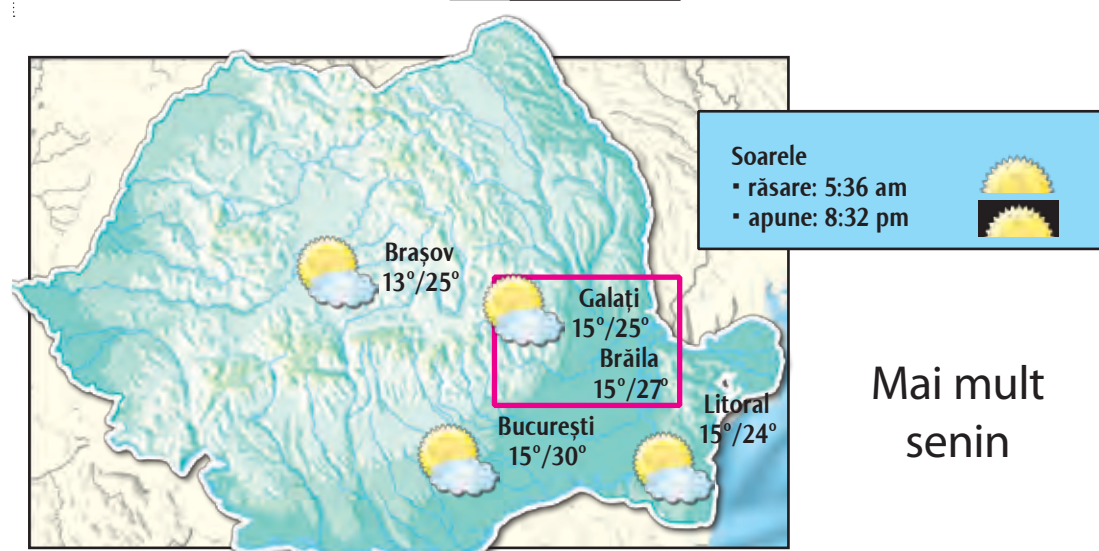 Soarele
▪ răsare: 5:36 am
▪ apune: 8:32 pm
Brașov
13°/25°
Galați
15°/25°
Brăila
15°/27°
Litoral
15°/24°
București
15°/30°
Mai mult
senin